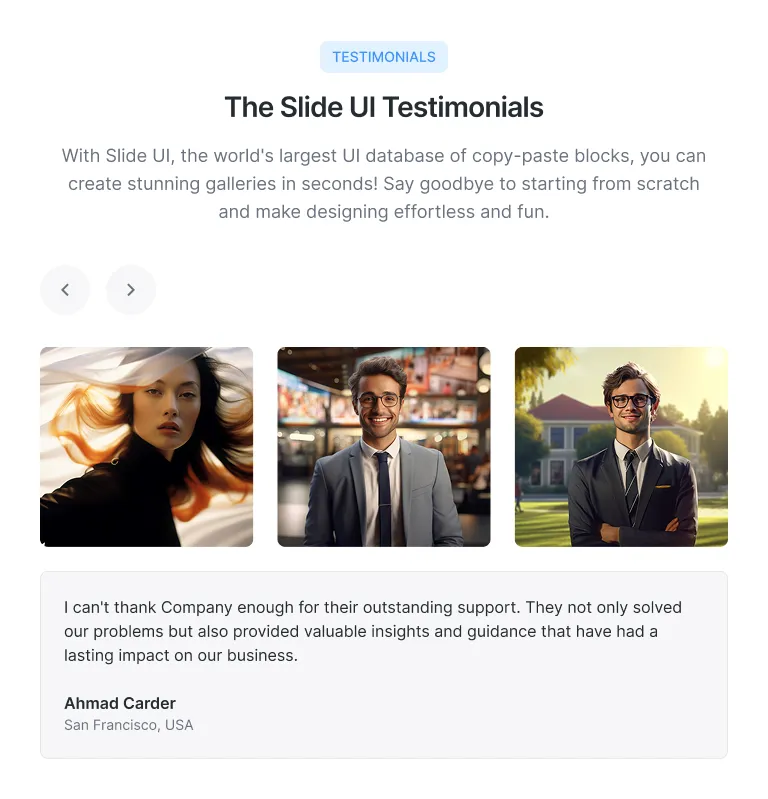 TESTIMONIALS
The Slide UI Testimonials
With Slide UI, the world's largest UI database of copy-paste blocks, you can
create stunning galleries in seconds! Say goodbye to starting from scratch
and make designing effortless and fun.
I can't thank Company enough for their outstanding support. They not only solved
our problems but also provided valuable insights and guidance that have had a
lasting impact on our business.
Ahmad Carder
San Francisco, USA